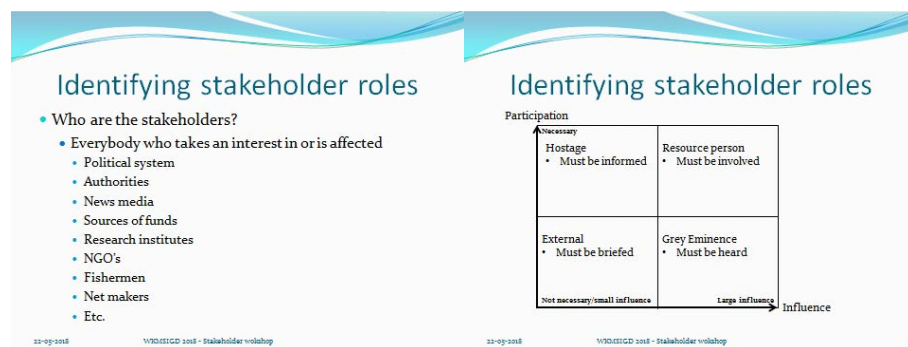 Identifying stakeholder roles
• Who are the stakeholders?
• Everybody who takes an interest in or is affected
• Political system
• Authorities
• News media
• Sources of funds
• Research institutes
• NGO's
• Fishermen
• Net makers
• Etc.
22-05-2018 WKMSIGD 2018 - Stakeholder wokshop
Identifying stakeholder roles
Participation
Necessary
Hostage
• Must be informed
Resource person
• Must be involved
External
• Must be briefed
Grey Eminence
• Must be heard
Not necessary/small influence
Large influence
Influence
22-05-2018 WKMSIGD 2018 - Stakeholder wokshop